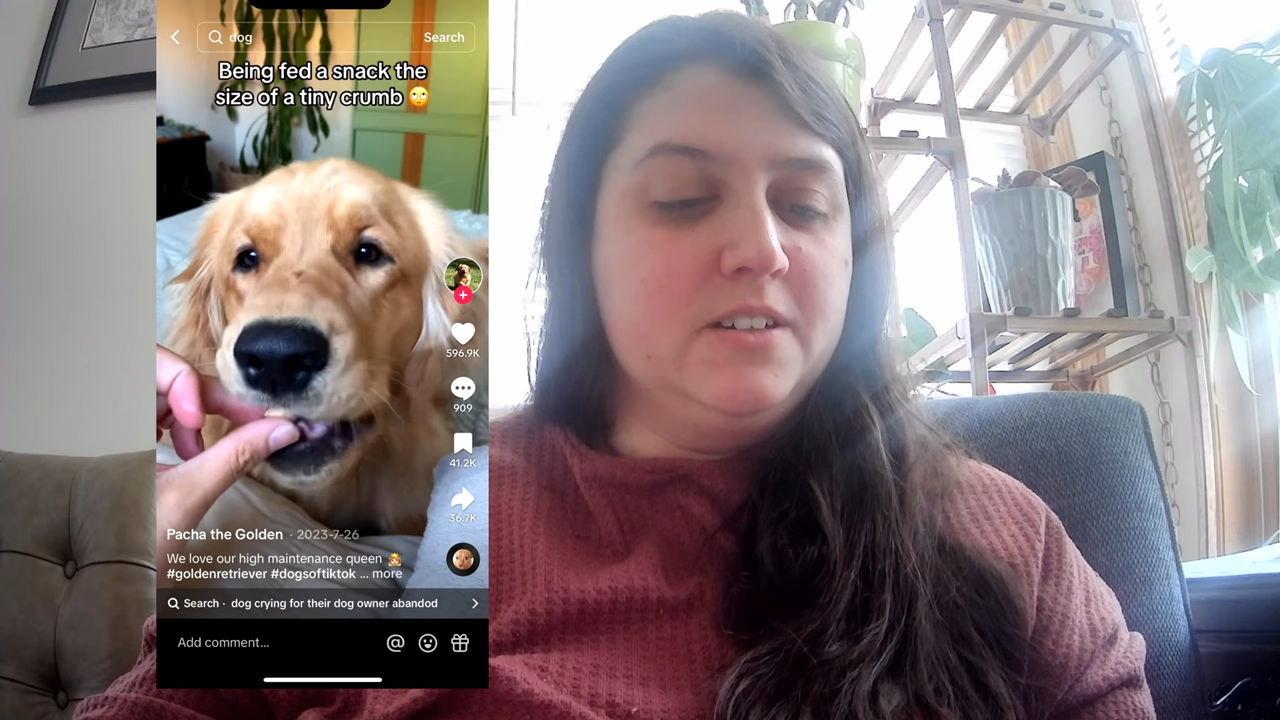 dog
Search
Being fed a snack the
size of a tiny crumb 🙄
596.9K
909
41.2K
36.7K
Pacha the Golden · 2023-7-26
We love our high maintenance queen 👸
#goldenretriever #dogsoftiktok ... more
Search · dog crying for their dog owner abandod
Add comment...